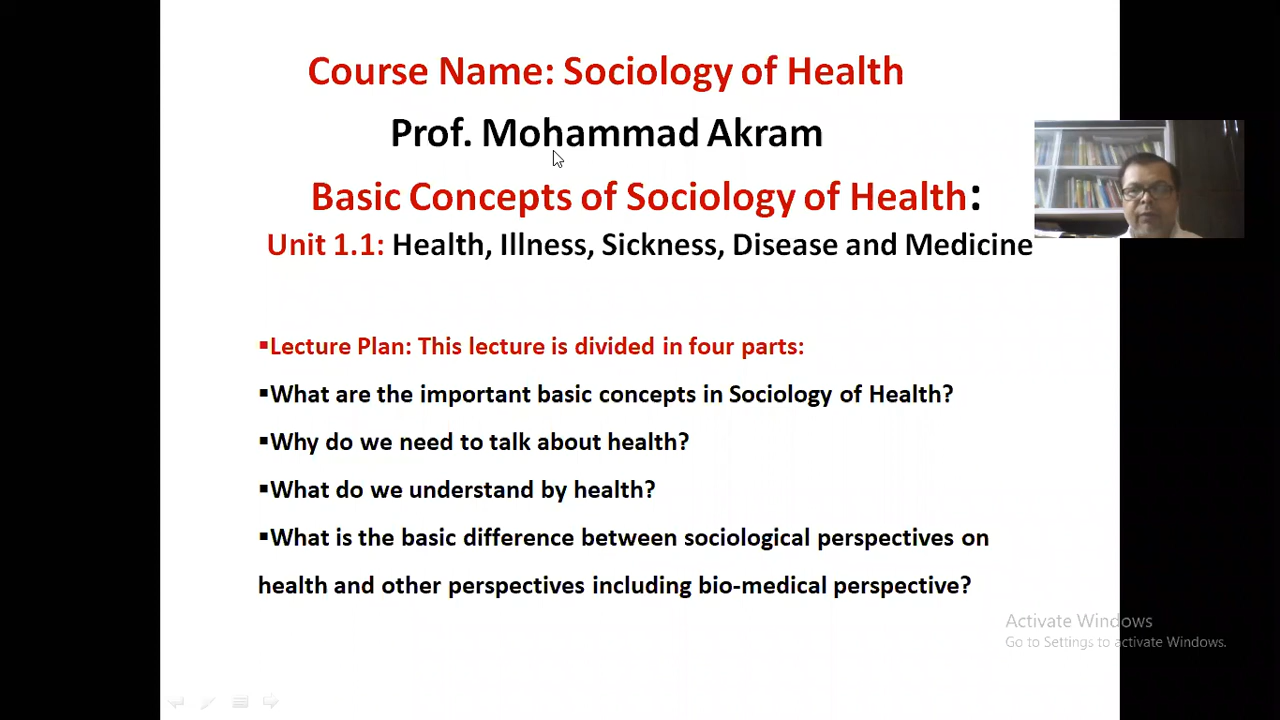 Course Name: Sociology of Health
Prof. Mohammad Akram
Basic Concepts of Sociology of Health:
Unit 1.1: Health, Illness, Sickness, Disease and Medicine
▪Lecture Plan: This lecture is divided in four parts:
▪What are the important basic concepts in Sociology of Health?
▪Why do we need to talk about health?
▪What do we understand by health?
▪What is the basic difference between sociological perspectives on
health and other perspectives including bio-medical perspective?
Activate Windows
Go to Settings to activate Windows.